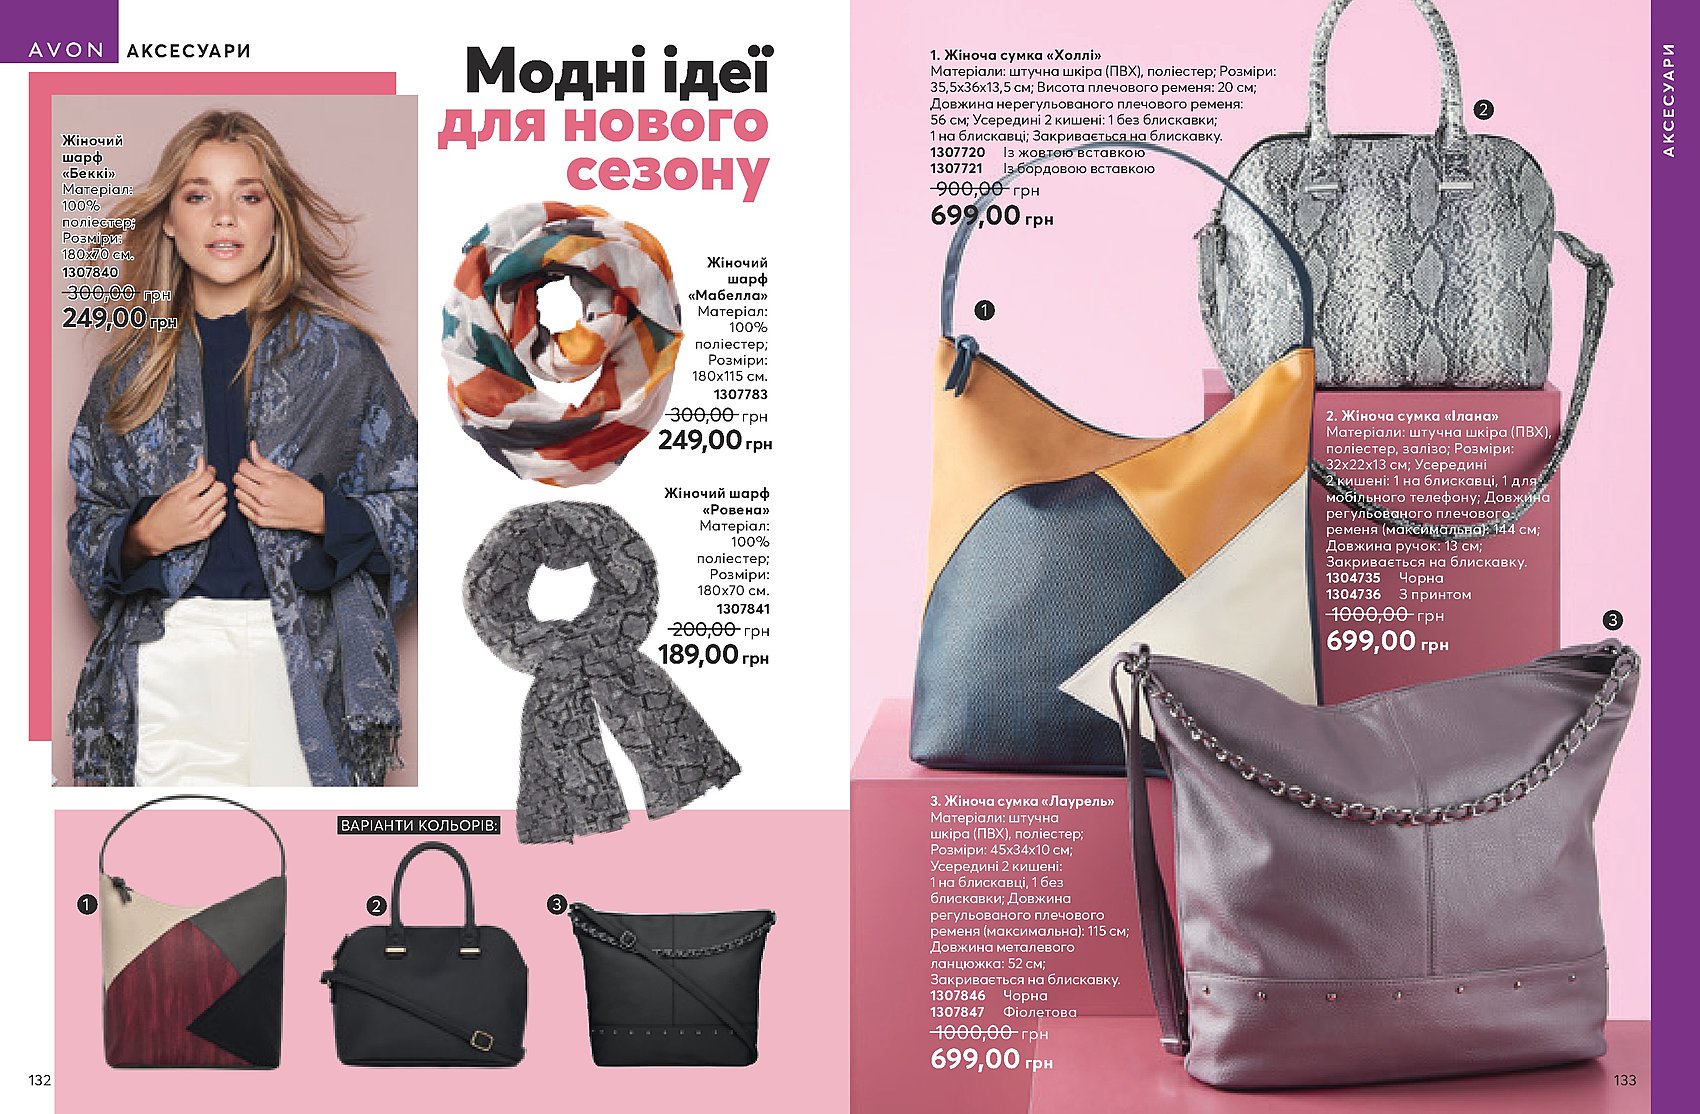 AVON АКСЕСУАРИ
Модні ідеї
для нового
сезону
Жіночий
шарф
«Беккі»
Матеріал:
100%
поліестер;
Розміри:
180х70 см.
1307840
300,00 грн
249,00 грн
Жіночий
шарф
«Мабелла»
Матеріал:
100%
поліестер;
Розміри:
180х115 см.
1307783
300,00 грн
249,00 грн
Жіночий шарф
«Ровена»
Матеріал:
100%
поліестер;
Розміри:
180х70 см.
1307841
200,00 грн
189,00 грн
ВАРІАНТИ КОЛЬОРІВ:
1
2
3
132
1. Жіноча сумка «Холлі»
Матеріали: штучна шкіра (ПВХ), поліестер; Розміри:
35,5х36х13,5 см; Висота плечового ременя: 20 см;
Довжина нерегульованого плечового ременя:
56 см; Усередині 2 кишені: 1 без блискавки;
1 на блискавці; Закривається на блискавку.
1307720 Із жовтою вставкою
1307721 Із бордовою вставкою
900,00 грн
699,00 грн
1
2
2. Жіноча сумка «Ілана»
Матеріали: штучна шкіра (ПВХ),
поліестер, залізо; Розміри:
32х22х13 см; Усередині
2 кишені: 1 на блискавці, 1 для
мобільного телефону; Довжина
регульованого плечового
ременя (максимальна): 144 см;
Довжина ручок: 13 см;
Закривається на блискавку.
1304735 Чорна
1304736 З принтом
1000,00 грн
699,00 грн
3
3. Жіноча сумка «Лаурель»
Матеріали: штучна
шкіра (ПВХ), поліестер;
Розміри: 45х34х10 см;
Усередині 2 кишені:
1 на блискавці, 1 без
блискавки; Довжина
регульованого плечового
ременя (максимальна): 115 см;
Довжина металевого
ланцюжка: 52 см;
Закривається на блискавку.
1307846 Чорна
1307847 Фіолетова
1000,00 грн
699,00 грн
АКСЕСУАРИ
133